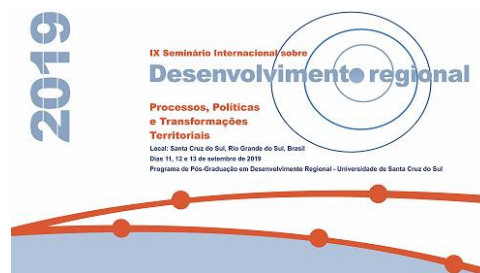 2019
IX Seminário Internacional sobre
Desenvolvimento regional
Processos, Políticas
e Transformações
Territoriais
Local: Santa Cruz do Sul, Rio Grande do Sul, Brasil
Dias 11, 12 e 13 de setembro de 2019
Programa de Pós-Graduação em Desenvolvimento Regional - Universidade de Santa Cruz do Sul